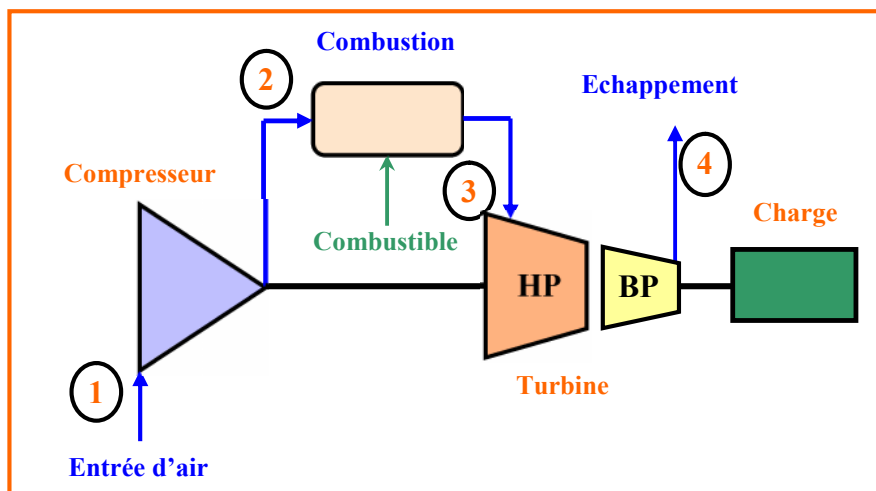 Combustion
2
Echappement
Compresseur
3
4
Combustible
Charge
HP
BP
1
Turbine
Entrée d’air